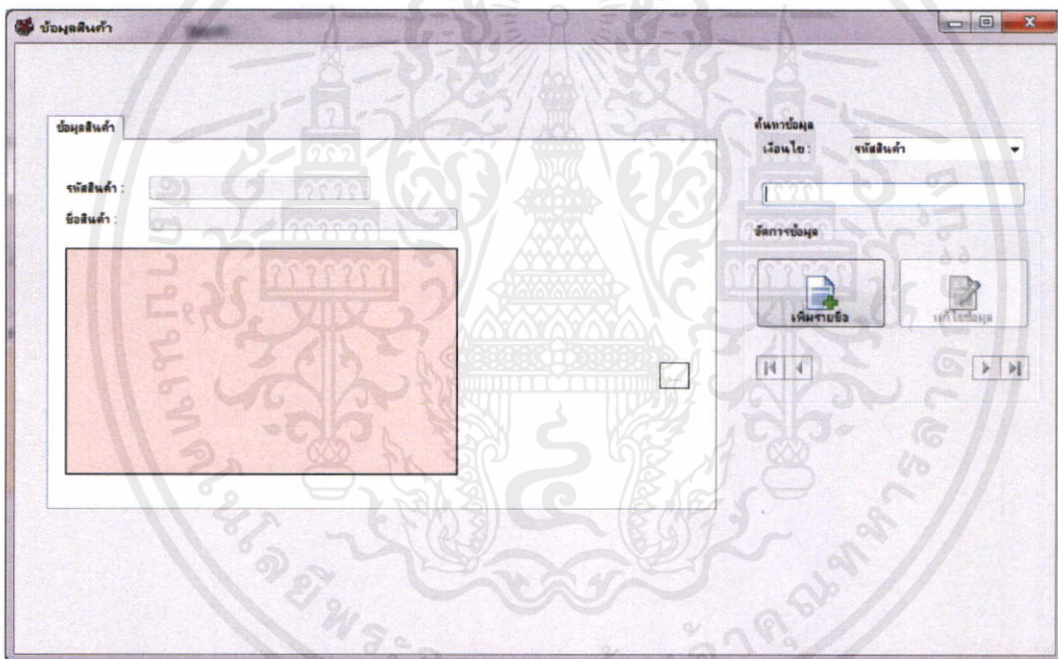 ข้อมูลสินค้า
ข้อมูลสินค้า
รหัสสินค้า :
ชื่อสินค้า :
...
ค้นหาข้อมูล
เงื่อนไข : รหัสสินค้า
จัดการข้อมูล
เพิ่มรายชื่อ
แก้ไขข้อมูล